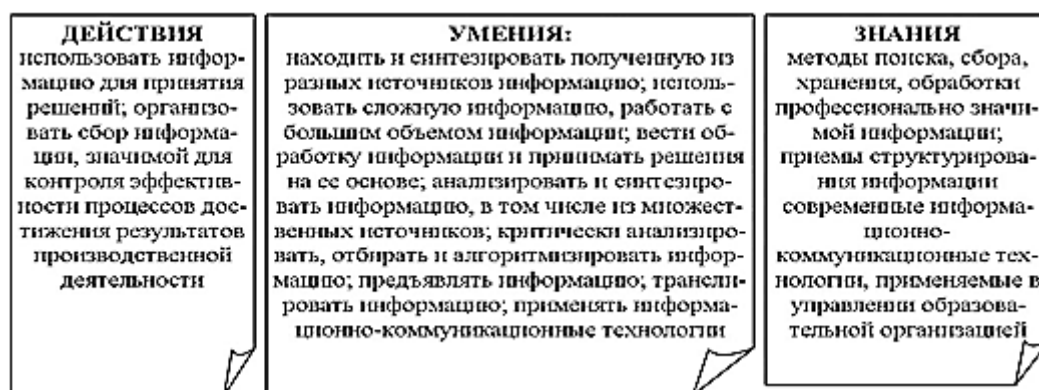 ДЕЙСТВИЯ
использовать инфор-
мацию для принятия
решений; организо-
вать сбор информа-
ции, значимой для
контроля эффектив-
ности процессов дос-
тижения результатов
производственной
деятельности
УМЕНИЯ:
находить и синтезировать полученную из
разных источников информацию; исполь-
зовать сложную информацию, работать с
большим объемом информации; вести об-
работку информации и принимать решения
на ее основе; анализировать и синтезиро-
вать информацию, в том числе из множест-
венных источников; критически анализиро-
вать, отбирать и алгоритмизировать инфор-
мацию; предъявлять информацию; трансли-
ровать информацию; применять информа-
ционно-коммуникационные технологии
ЗНАНИЯ
методы поиска, сбора,
хранения, обработки
профессионально значи-
мой информации;
приемы структурирова-
ния информации
современные информа-
ционно-
коммуникационные тех-
нологии, применяемые в
управлении образова-
тельной организацией